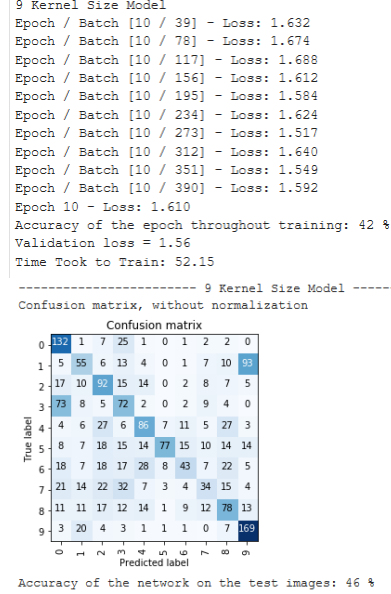 9 Kernel Size Model
Epoch / Batch [10 / 39] - Loss: 1.632
Epoch / Batch [10 / 78] - Loss: 1.674
Epoch / Batch [10 / 117] - Loss: 1.688
Epoch / Batch [10 / 156] - Loss: 1.612
Epoch / Batch [10 / 195] - Loss: 1.584
Epoch / Batch [10 / 234] - Loss: 1.624
Epoch / Batch [10 / 273] - Loss: 1.517
Epoch / Batch [10 / 312] - Loss: 1.640
Epoch / Batch [10 / 351] - Loss: 1.549
Epoch / Batch [10 / 390] - Loss: 1.592
Epoch 10 - Loss: 1.610
Accuracy of the epoch throughout training: 42 %
Validation loss = 1.56
Time Took to Train: 52.15
------------------------ 9 Kernel Size Model -----
Confusion matrix, without normalization
Confusion matrix
True label
0 132 1 7 25 1 0 1 2 2 0
1 5 55 6 13 4 0 1 7 10 93
2 17 10 92 15 14 0 2 8 7 5
3 73 8 5 72 2 0 2 9 4 0
4 4 6 27 6 86 7 11 5 27 3
5 8 7 18 15 14 77 15 10 14 14
6 18 7 18 17 28 8 43 7 22 5
7 21 14 22 32 7 3 4 34 15 4
8 11 11 17 12 14 1 9 12 78 13
9 3 20 4 3 1 1 1 0 7 169
0 1 2 3 4 5 6 7 8 9
Predicted label
Accuracy of the network on the test images: 46 %